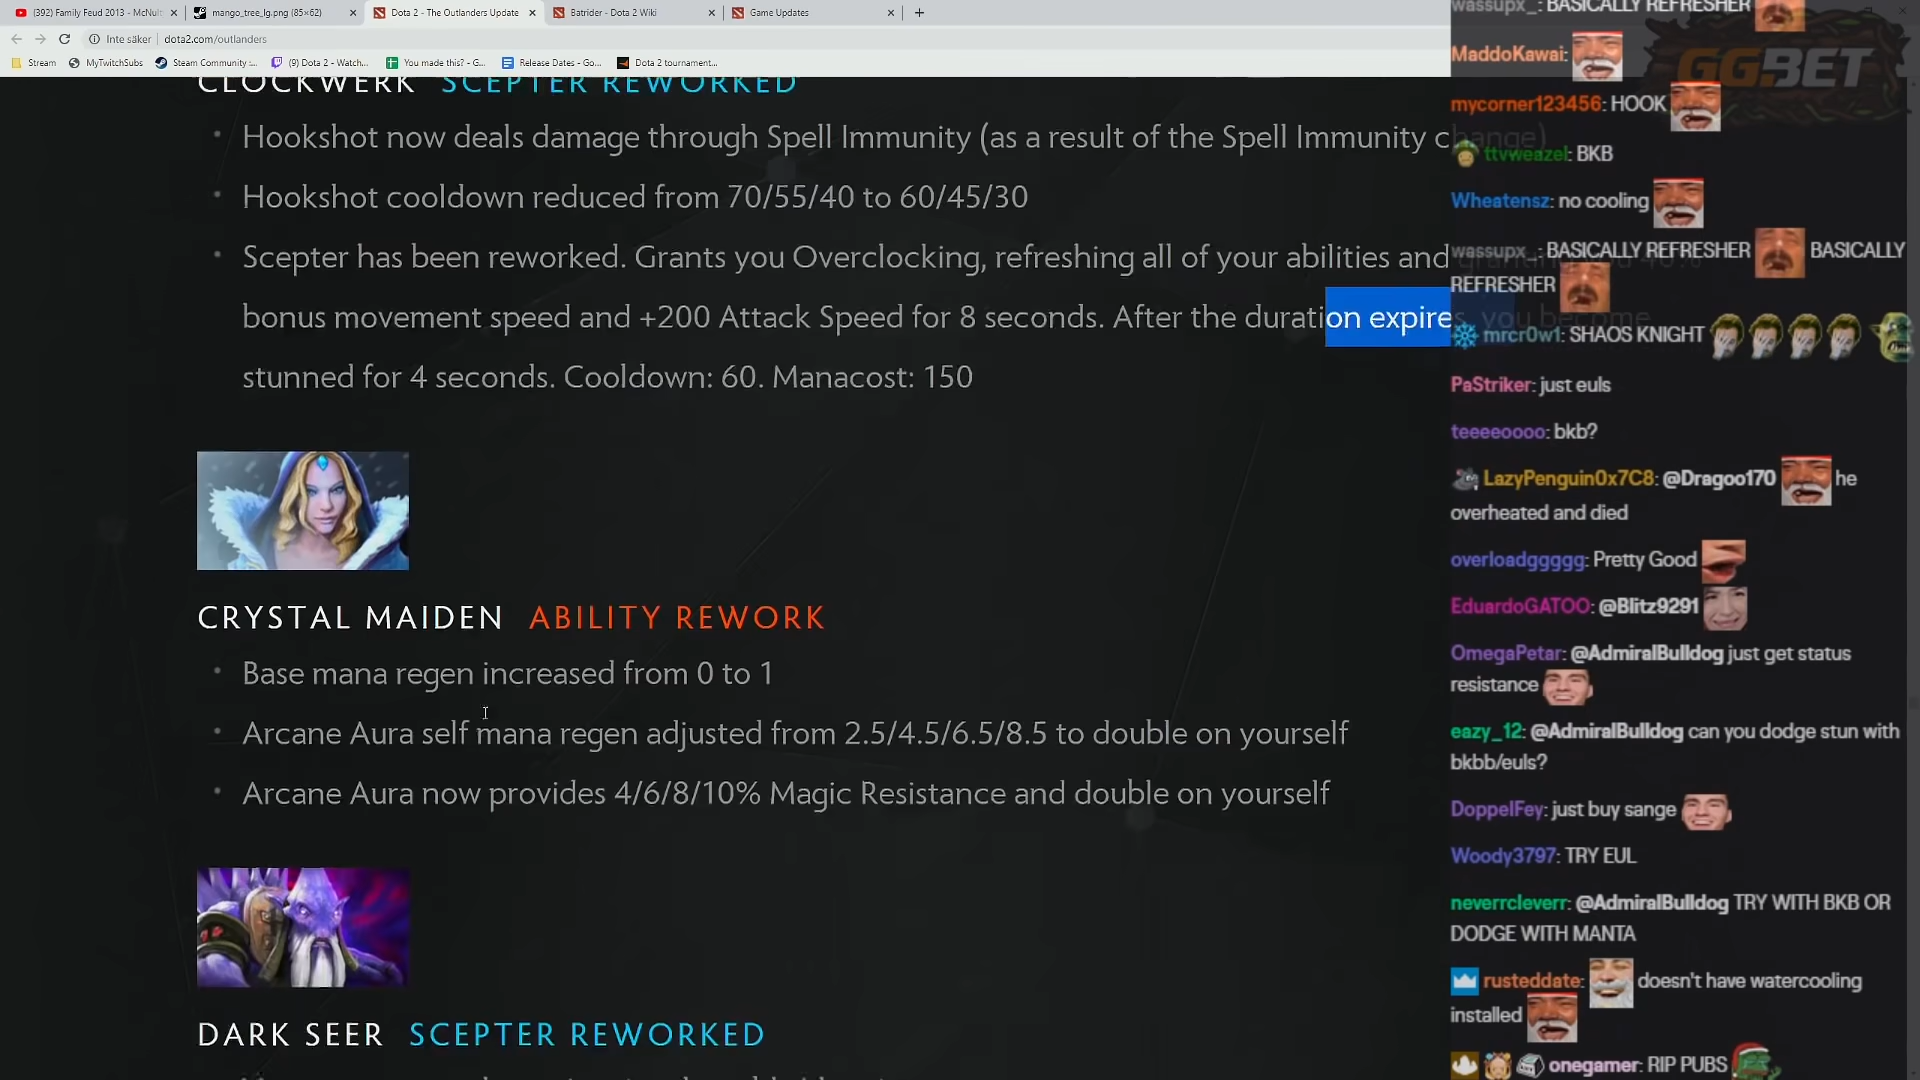 (392) Family Feud 2013 - McNult
mango_tree_lg.png (85×62)
Dota 2 - The Outlanders Update
Batrider - Dota 2 Wiki
Game Updates
Inte säker
dota2.com/outlanders
Stream
MyTwitchSubs
Steam Community :...
(9) Dota 2 - Watch...
You made this? - G...
Release Dates - Go...
Dota 2 tournament...
CLOCKWERK SCEPTER REWORKED
Hookshot now deals damage through Spell Immunity (as a result of the Spell Immunity change)
Hookshot cooldown reduced from 70/55/40 to 60/45/30
Scepter has been reworked. Grants you Overclocking, refreshing all of your abilities and
bonus movement speed and +200 Attack Speed for 8 seconds. After the duration expires, you become
stunned for 4 seconds. Cooldown: 60. Manacost: 150
CRYSTAL MAIDEN ABILITY REWORK
Base mana regen increased from 0 to 1
Arcane Aura self mana regen adjusted from 2.5/4.5/6.5/8.5 to double on yourself
Arcane Aura now provides 4/6/8/10% Magic Resistance and double on yourself
DARK SEER SCEPTER REWORKED
GG.BET
wassupx_: BASICALLY REFRESHER
MaddoKawai:
mycorner123456: HOOK
ttvweazel: BKB
Wheatensz: no cooling
wassupx_: BASICALLY REFRESHER BASICALLY
REFRESHER
mrcr0w1: SHAOS KNIGHT
PaStriker: just euls
teeeeoooo: bkb?
LazyPenguin0x7C8: @Dragoo170 he
overheated and died
overloadggggg: Pretty Good
EduardoGATOO: @Blitz9291
OmegaPetar: @AdmiralBulldog just get status
resistance
eazy_12: @AdmiralBulldog can you dodge stun with
bkbb/euls?
DoppelFey: just buy sange
Woody3797: TRY EUL
neverrcleverr: @AdmiralBulldog TRY WITH BKB OR
DODGE WITH MANTA
rusteddate: doesn't have watercooling
installed
onegamer: RIP PUBS